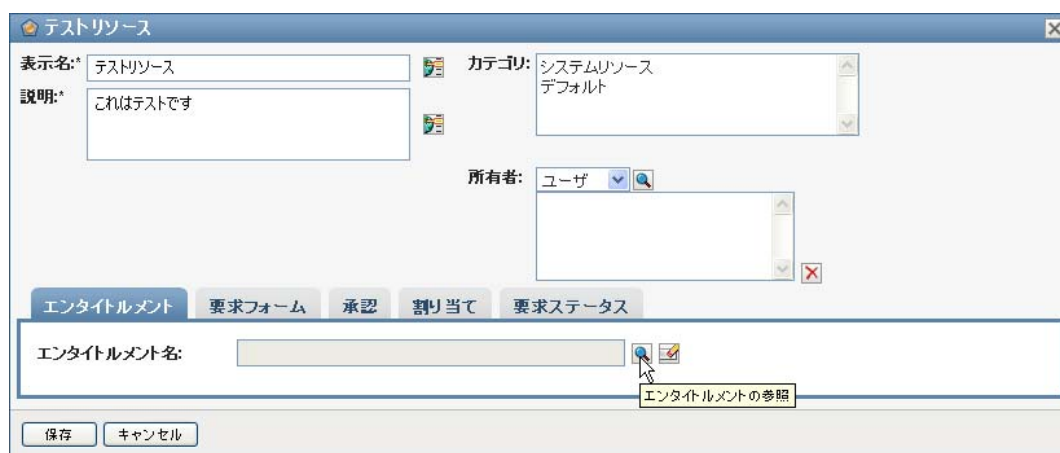 テストリソース
表示名:* テストリソース
説明:* これはテストです
カテゴリ: システムリソース
デフォルト
所有者: ユーザ
エンタイトルメント 要求フォーム 承認 割り当て 要求ステータス
エンタイトルメント名:
エンタイトルメントの参照
保存 キャンセル